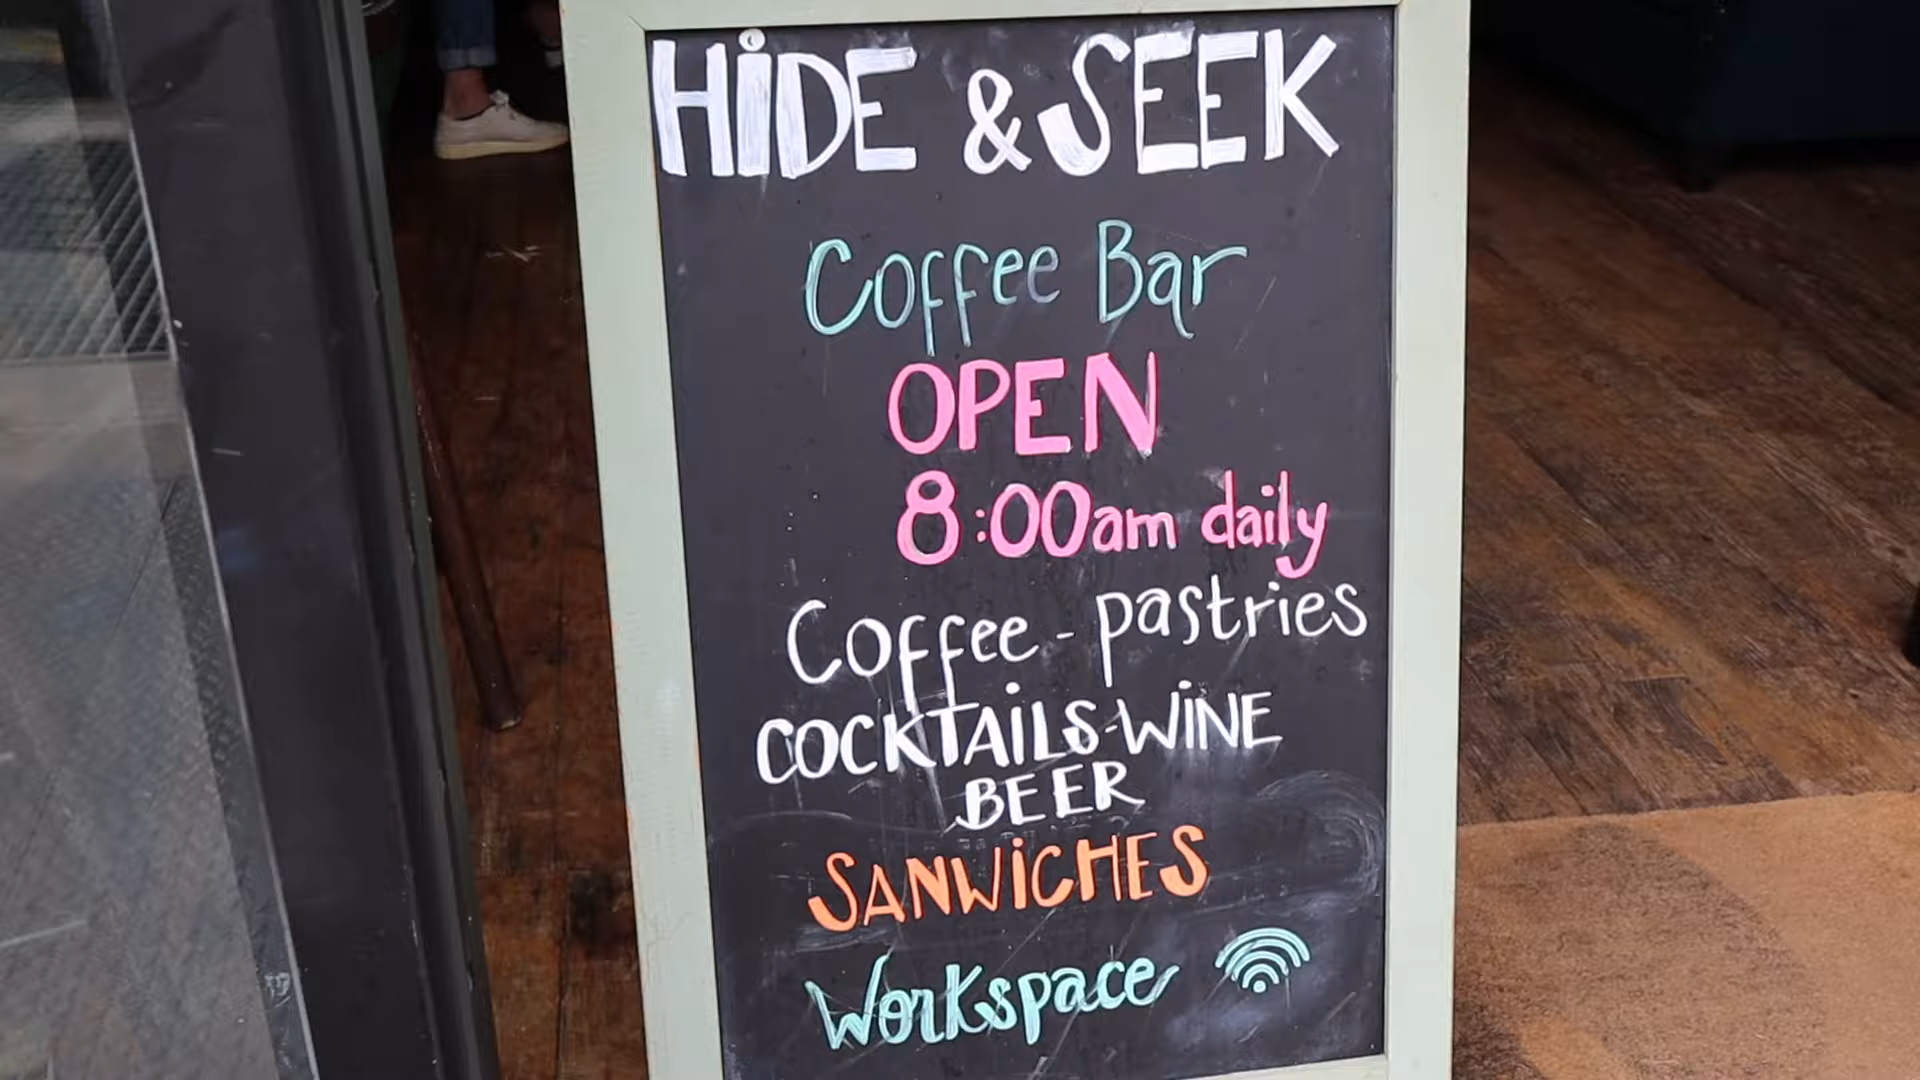 HiDE & SEEK
Coffee Bar
OPEN
8:00am daily
Coffee - pastries
COCKTAiLS-WiNE
BEER
SANWiCHES
Workspace